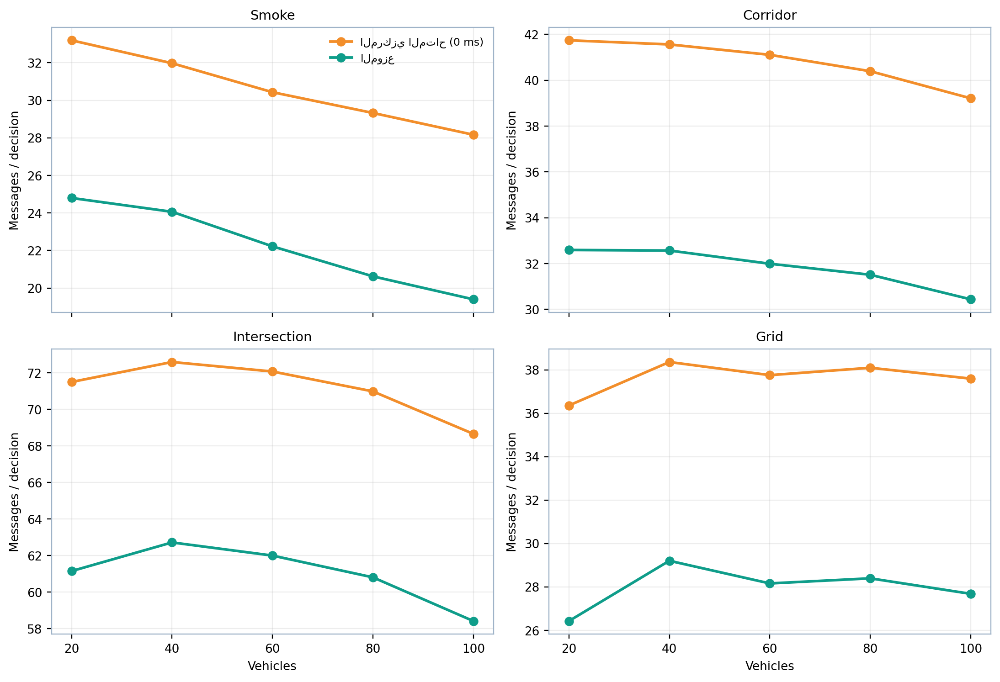 Smoke
المركزي المتاح (0 ms)
الموزع
Messages / decision
32
30
28
26
24
22
20
Corridor
Messages / decision
42
40
38
36
34
32
30
Intersection
Messages / decision
72
70
68
66
64
62
60
58
20 40 60 80 100
Vehicles
Grid
Messages / decision
38
36
34
32
30
28
26
20 40 60 80 100
Vehicles